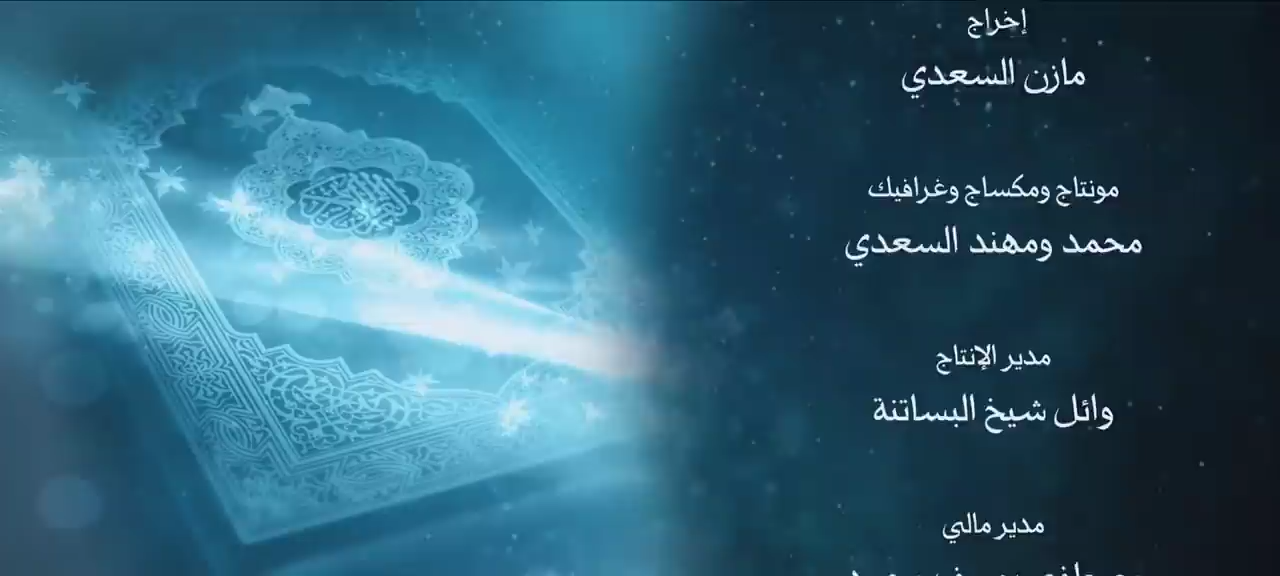 إخراج
مازن السعدي
مونتاج ومكساج وغرافيك
محمد ومهند السعدي
مدير الإنتاج
وائل شيخ البساتنة
مدير مالي